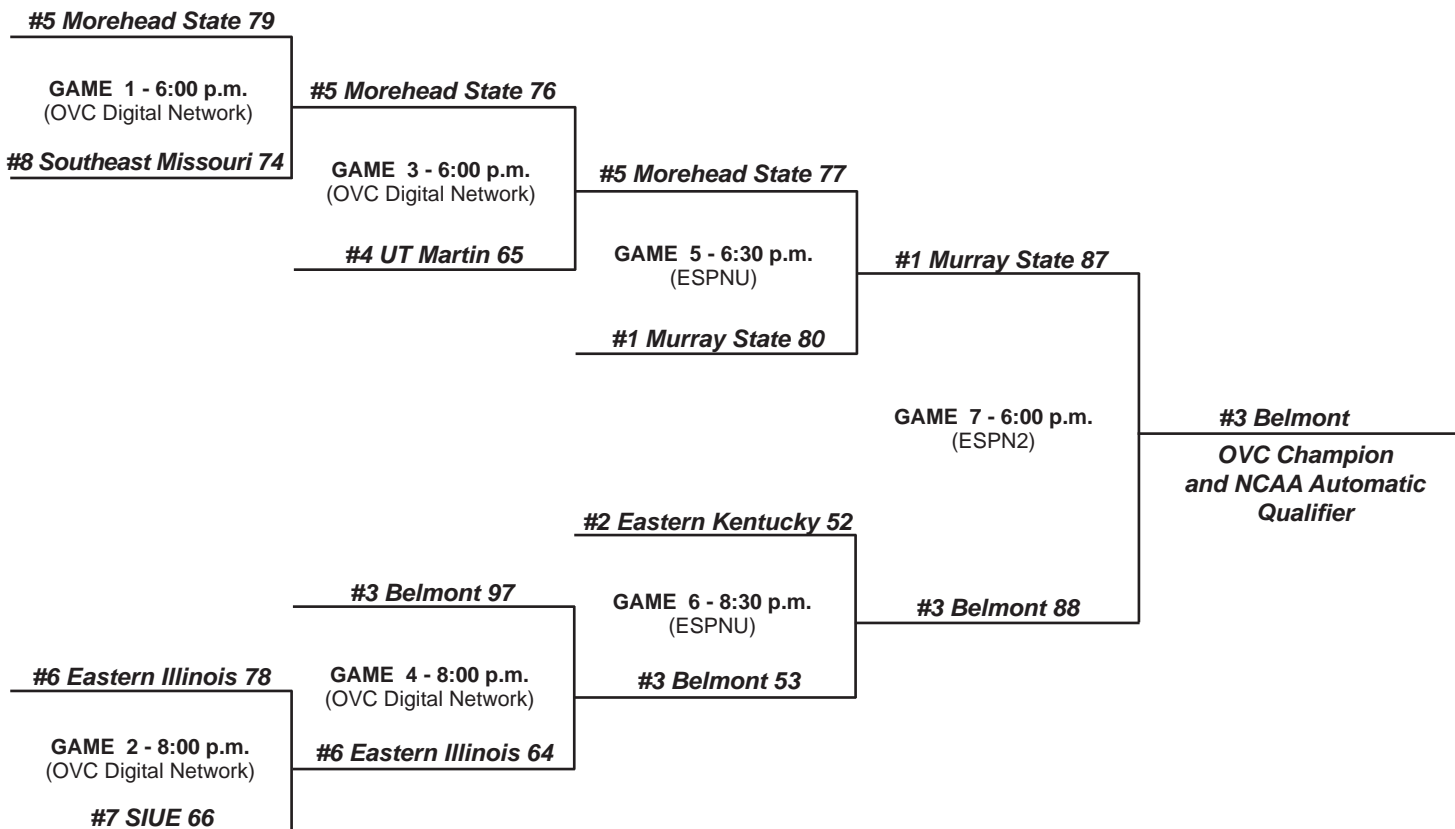 #5 Morehead State 79
GAME 1 - 6:00 p.m.
(OVC Digital Network)
#8 Southeast Missouri 74
#5 Morehead State 76
GAME 3 - 6:00 p.m.
(OVC Digital Network)
#4 UT Martin 65
#5 Morehead State 77
GAME 5 - 6:30 p.m.
(ESPNU)
#1 Murray State 80
#1 Murray State 87
GAME 7 - 6:00 p.m.
(ESPN2)
#3 Belmont
OVC Champion
and NCAA Automatic
Qualifier
#2 Eastern Kentucky 52
GAME 6 - 8:30 p.m.
(ESPNU)
#3 Belmont 53
#3 Belmont 88
#3 Belmont 97
GAME 4 - 8:00 p.m.
(OVC Digital Network)
#6 Eastern Illinois 64
#6 Eastern Illinois 78
GAME 2 - 8:00 p.m.
(OVC Digital Network)
#7 SIUE 66